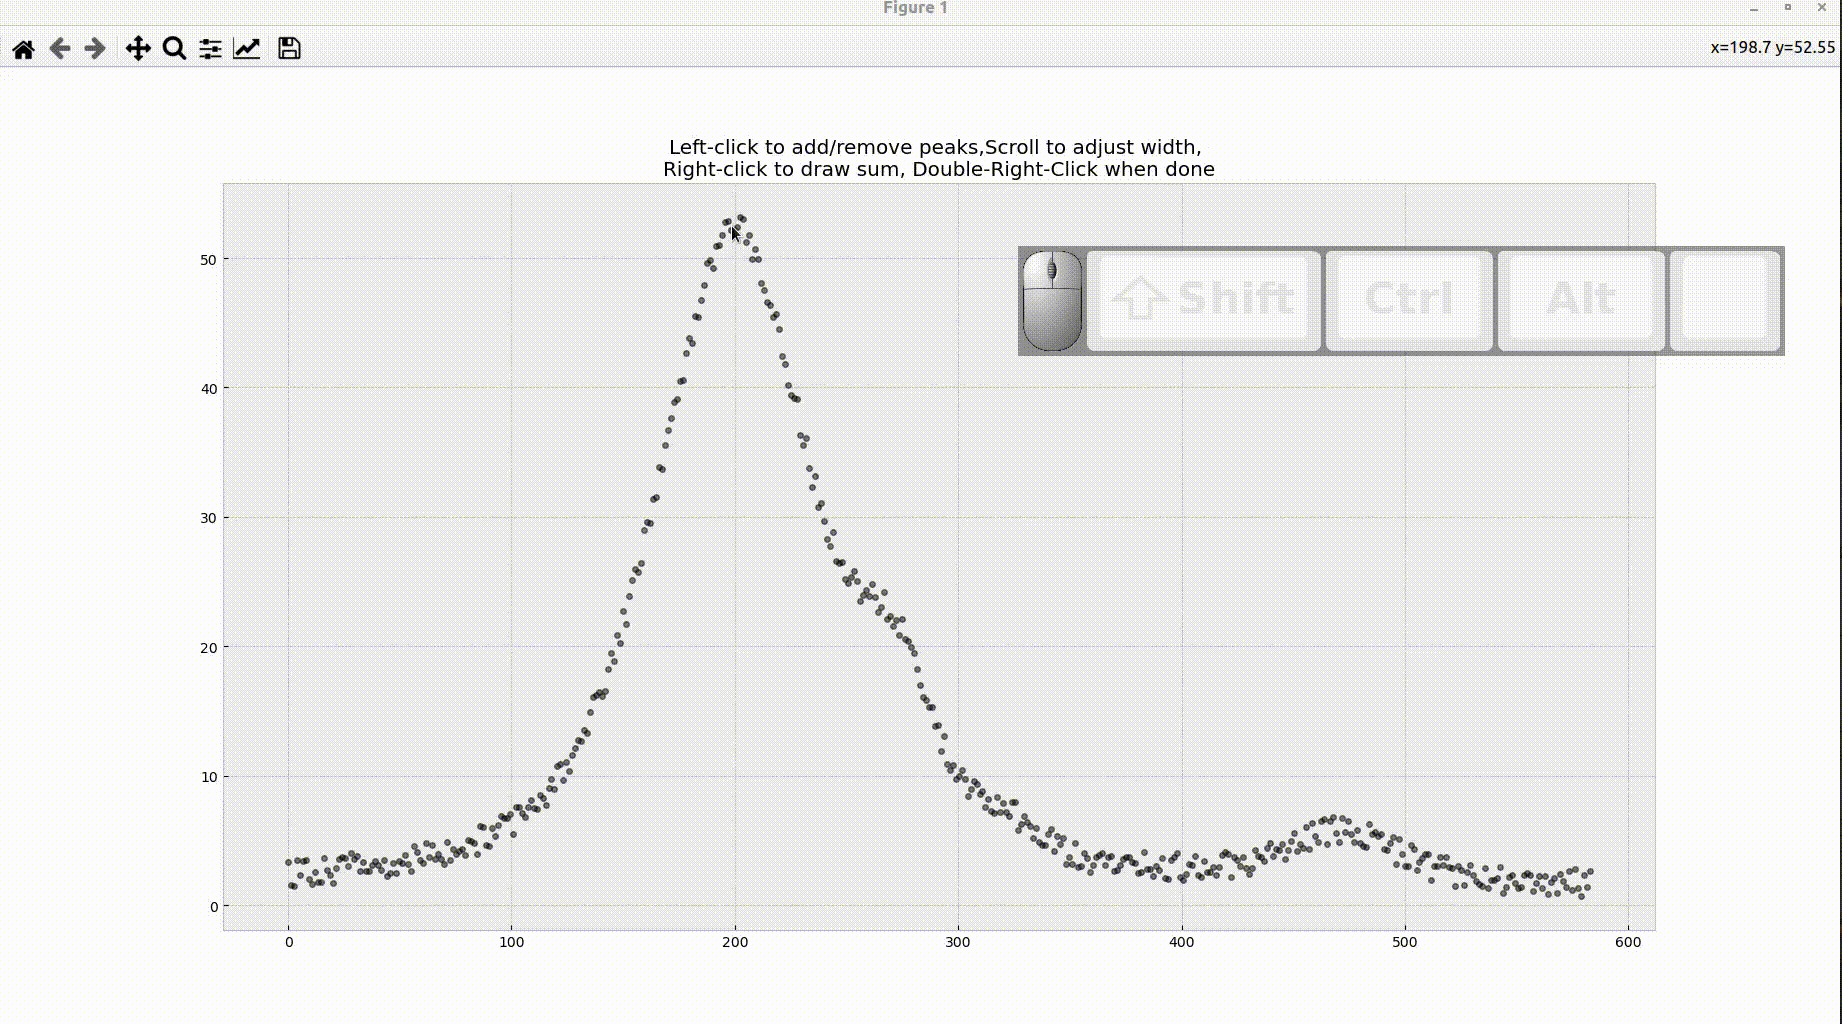 Figure 1
x=198.7 y=52.55
Left-click to add/remove peaks,Scroll to adjust width,
Right-click to draw sum, Double-Right-Click when done
Shift Ctrl Alt
50
40
30
20
10
0
0 100 200 300 400 500 600